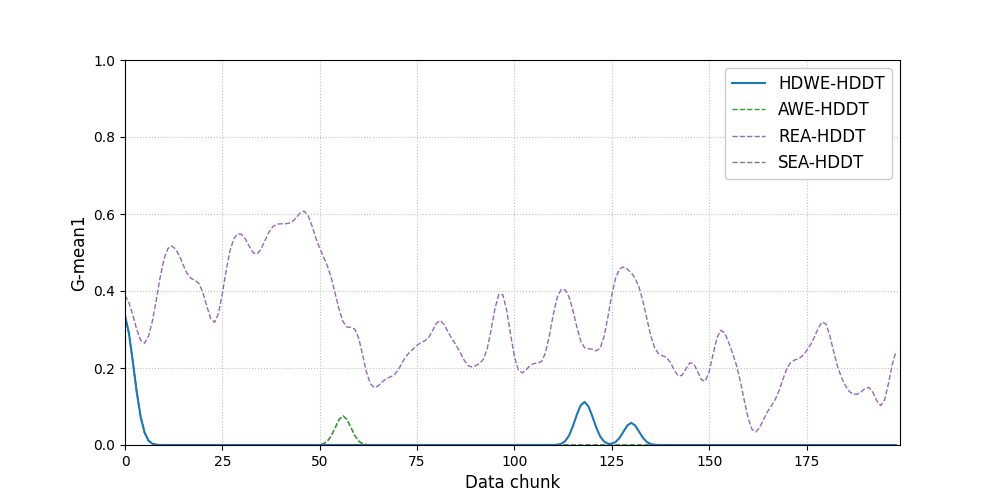 1.0
0.8
0.6
0.4
0.2
0.0
G-mean1
HDWE-HDDT
AWE-HDDT
REA-HDDT
SEA-HDDT
0 25 50 75 100 125 150 175
Data chunk